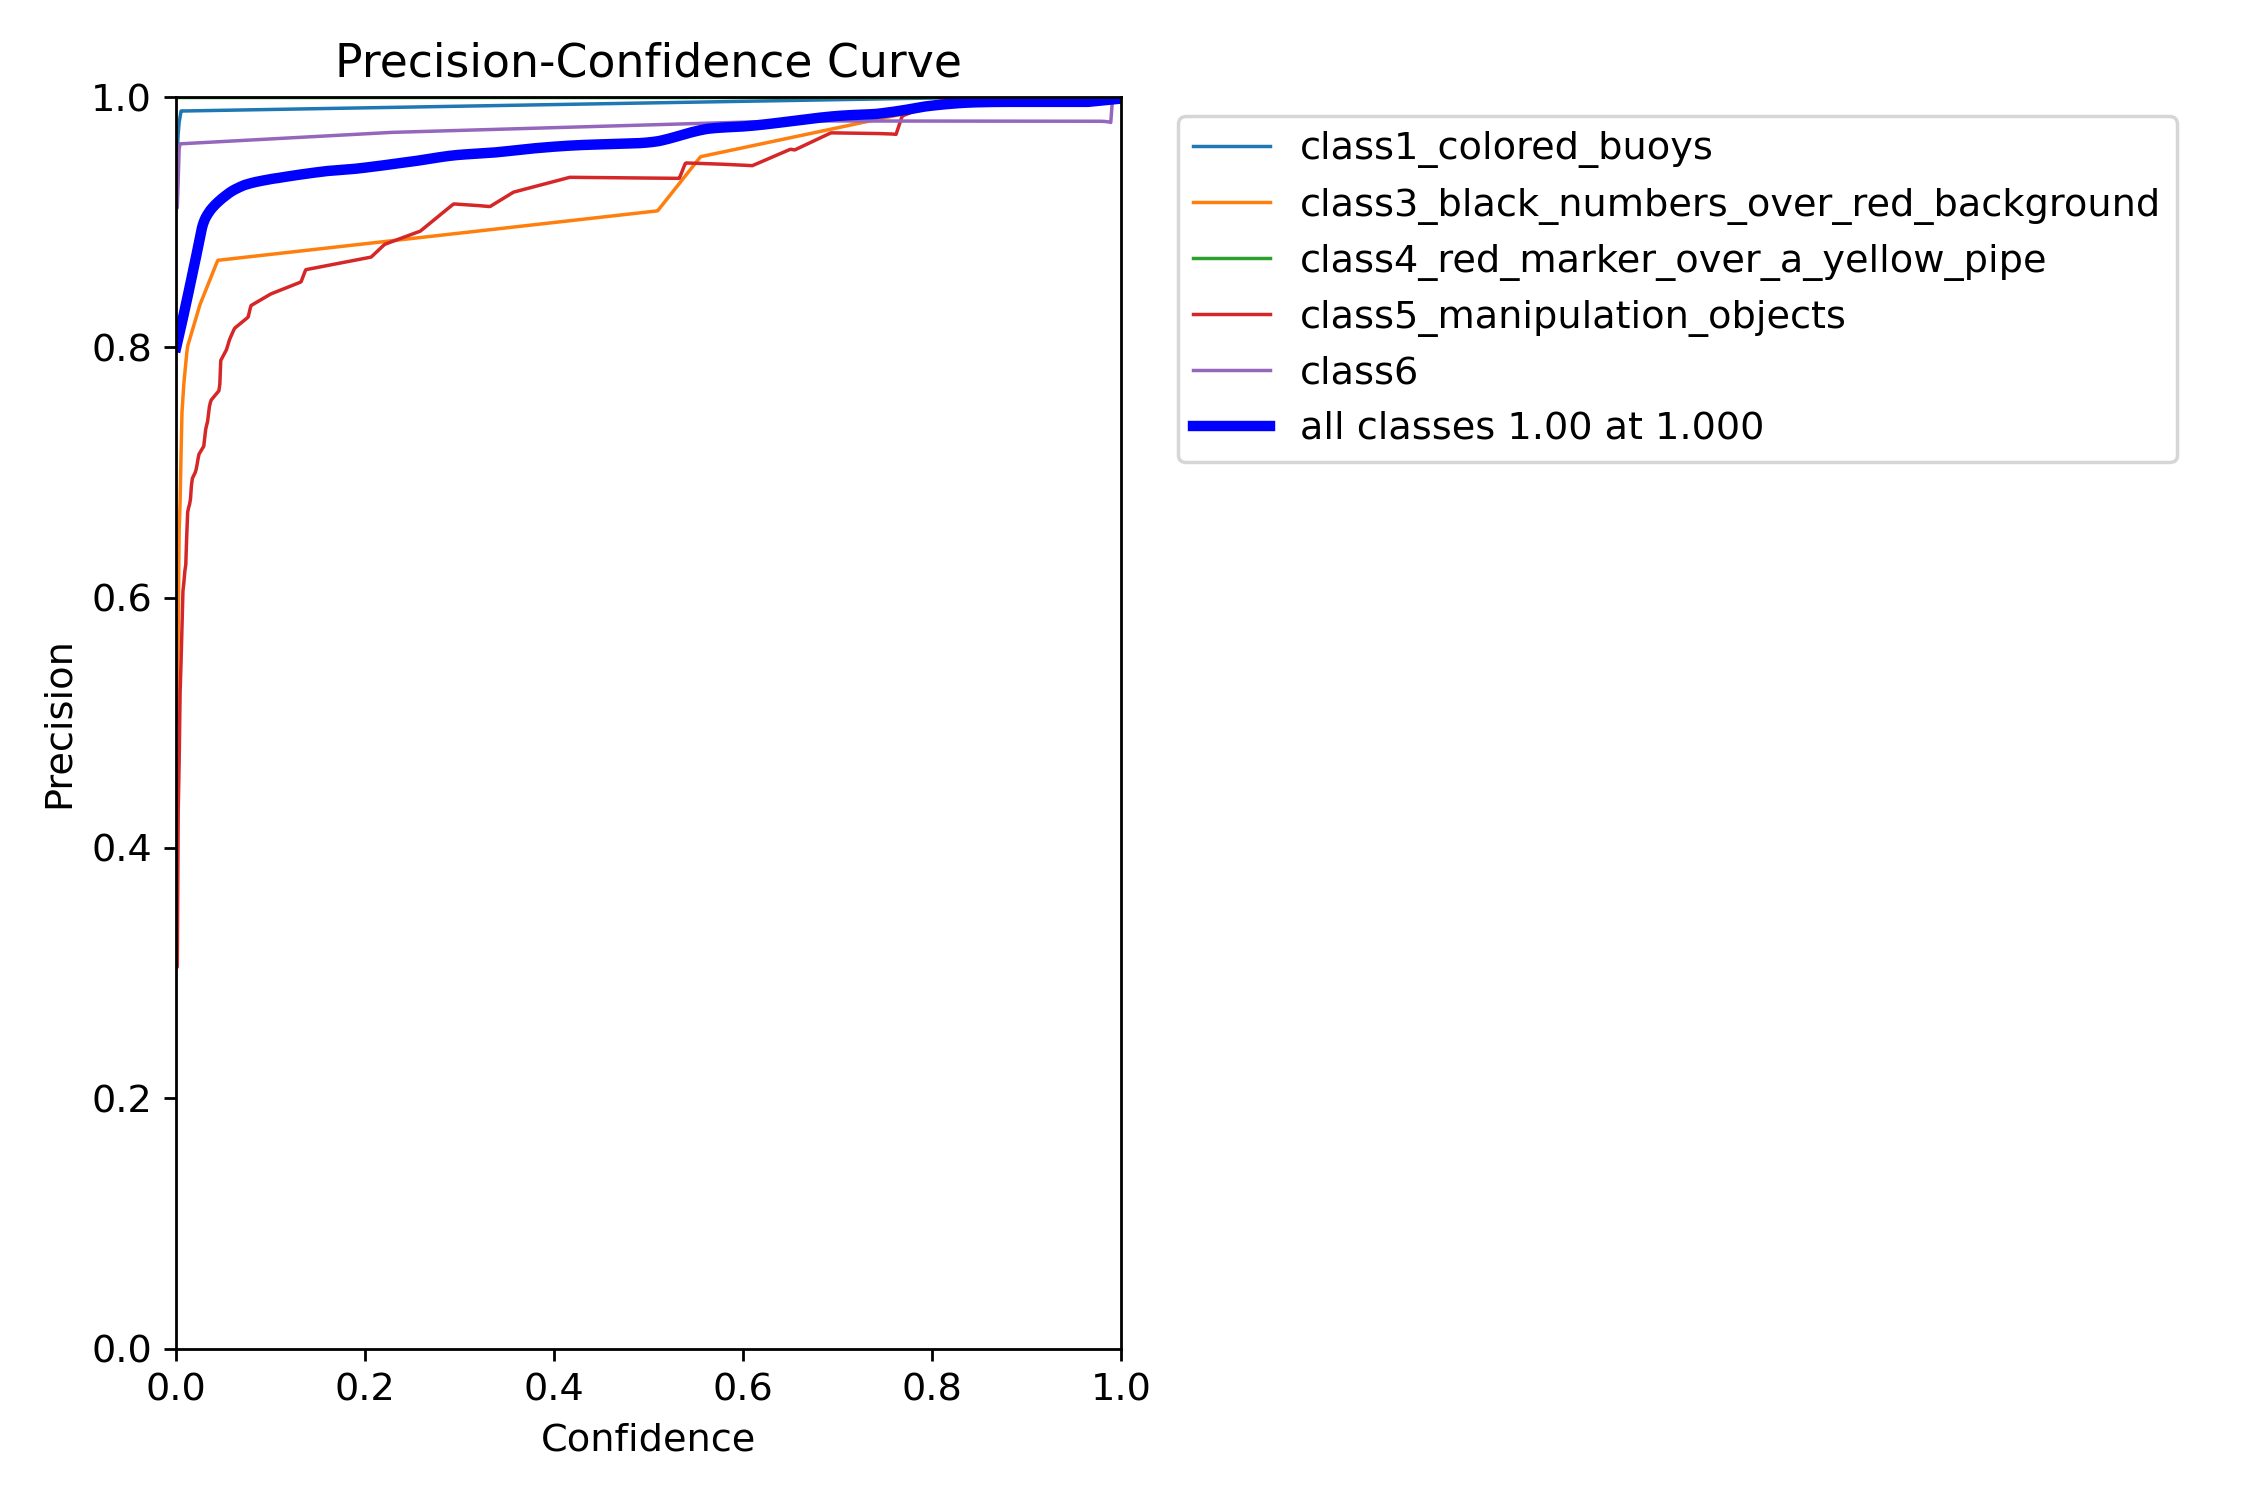 Precision-Confidence Curve
1.0
0.8
0.6
0.4
0.2
0.0
Precision
0.0 0.2 0.4 0.6 0.8 1.0
Confidence
class1_colored_buoys
class3_black_numbers_over_red_background
class4_red_marker_over_a_yellow_pipe
class5_manipulation_objects
class6
all classes 1.00 at 1.000